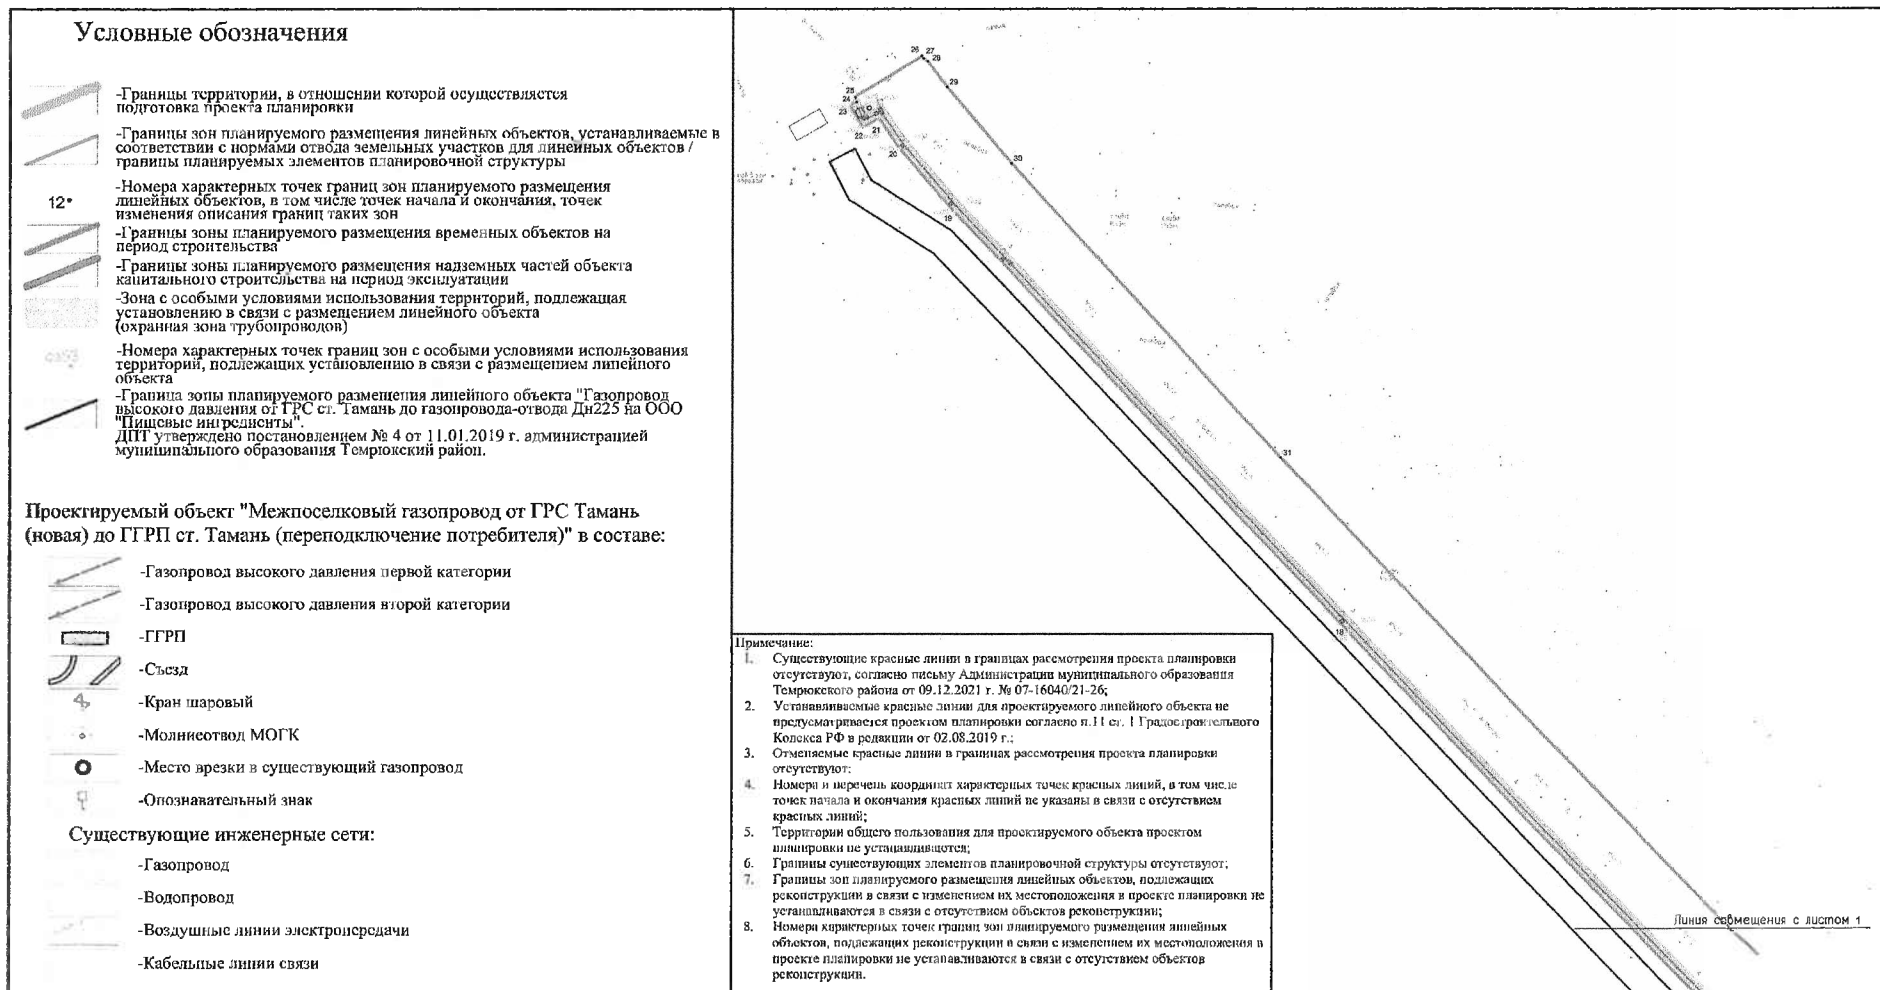 Условные обозначения
-Границы территории, в отношении которой осуществляется
подготовка проекта планировки
-Границы зон планируемого размещения линейных объектов, устанавливаемые в
соответствии с нормами отвода земельных участков для линейных объектов /
границы планируемых элементов планировочной структуры
12•
-Номера характерных точек границ зон планируемого размещения
линейных объектов, в том числе точек начала и окончания, точек
изменения описания границ таких зон
-Границы зоны планируемого размещения временных объектов на
период строительства
-Границы зоны планируемого размещения надземных частей объекта
капитального строительства на период эксплуатации
-Зона с особыми условиями использования территорий, подлежащая
установлению в связи с размещением линейного объекта
(охранная зона трубопроводов)
-Номера характерных точек границ зон с особыми условиями использования
территорий, подлежащих установлению в связи с размещением линейного
объекта
-Граница зоны планируемого размещения линейного объекта "Газопровод
высокого давления от ГРС ст. Тамань до газопровода-отвода Дн225 на ООО
"Пищевые ингредиенты".
ДПТ утверждено постановлением № 4 от 11.01.2019 г. администрацией
муниципального образования Темрюкский район.
Проектируемый объект "Межпоселковый газопровод от ГРС Тамань
(новая) до ГГРП ст. Тамань (переподключение потребителя)" в составе:
-Газопровод высокого давления первой категории
-Газопровод высокого давления второй категории
-ГГРП
-Съезд
-Кран шаровый
-Молниеотвод МОГК
-Место врезки в существующий газопровод
-Опознавательный знак
Существующие инженерные сети:
-Газопровод
-Водопровод
-Воздушные линии электропередачи
-Кабельные линии связи
26 27
28
29
25
24
23
22
21
20
30
19
31
18
Примечание:
1. Существующие красные линии в границах рассмотрения проекта планировки
отсутствуют, согласно письму Администрации муниципального образования
Темрюкского района от 09.12.2021 г. № 07-16040/21-26;
2. Устанавливаемые красные линии для проектируемого линейного объекта не
предусматривается проектом планировки согласно п.11 ст. 1 Градостроительного
Кодекса РФ в редакции от 02.08.2019 г.;
3. Отменяемые красные линии в границах рассмотрения проекта планировки
отсутствуют;
4. Номера и перечень координат характерных точек красных линий, в том числе
точек начала и окончания красных линий не указаны в связи с отсутствием
красных линий;
5. Территории общего пользования для проектируемого объекта проектом
планировки не устанавливаются;
6. Границы существующих элементов планировочной структуры отсутствуют;
7. Границы зон планируемого размещения линейных объектов, подлежащих
реконструкции в связи с изменением их местоположения в проекте планировки не
устанавливаются в связи с отсутствием объектов реконструкции;
8. Номера характерных точек границ зон планируемого размещения линейных
объектов, подлежащих реконструкции в связи с изменением их местоположения в
проекте планировки не устанавливаются в связи с отсутствием объектов
реконструкции.
Линия совмещения с листом 1